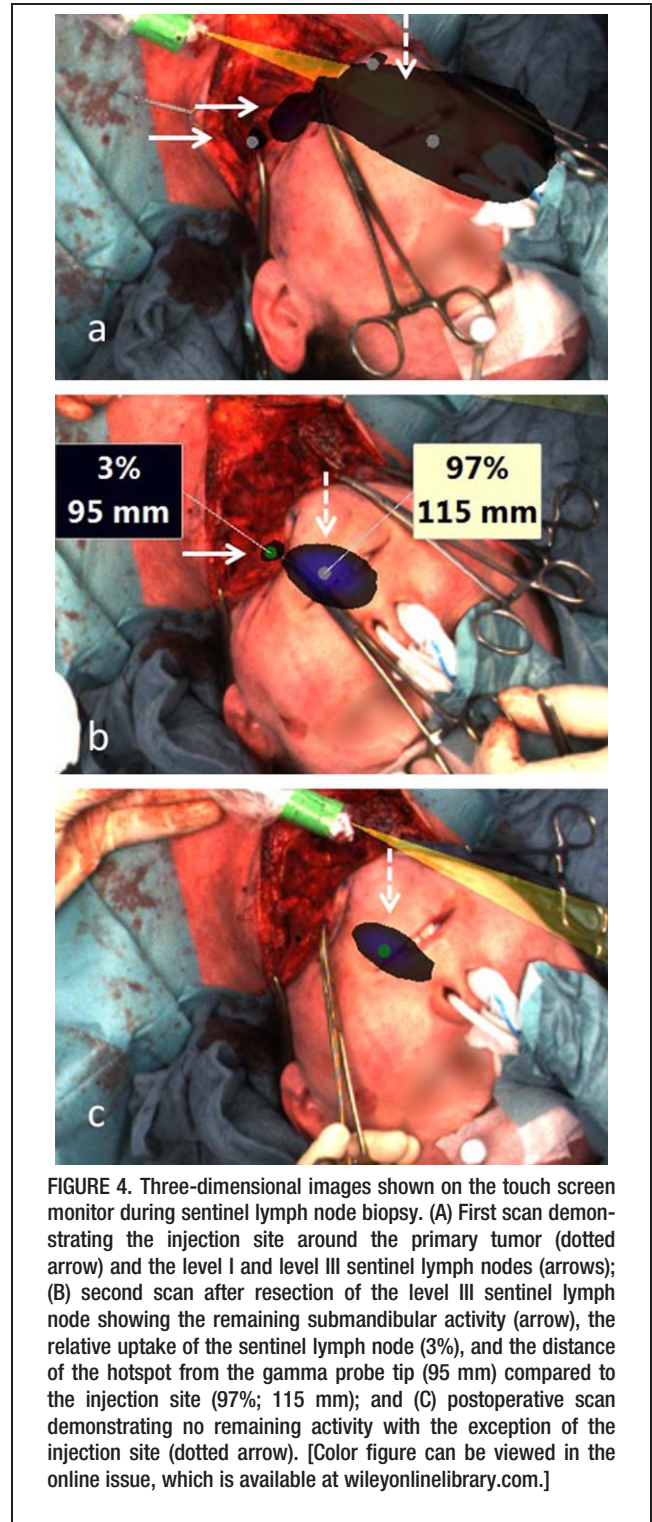 a
3%
95 mm
97%
115 mm
b
c
FIGURE 4. Three-dimensional images shown on the touch screen
monitor during sentinel lymph node biopsy. (A) First scan demon-
strating the injection site around the primary tumor (dotted
arrow) and the level I and level III sentinel lymph nodes (arrows);
(B) second scan after resection of the level III sentinel lymph
node showing the remaining submandibular activity (arrow), the
relative uptake of the sentinel lymph node (3%), and the distance
of the hotspot from the gamma probe tip (95 mm) compared to
the injection site (97%; 115 mm); and (C) postoperative scan
demonstrating no remaining activity with the exception of the
injection site (dotted arrow). [Color figure can be viewed in the
online issue, which is available at wileyonlinelibrary.com.]